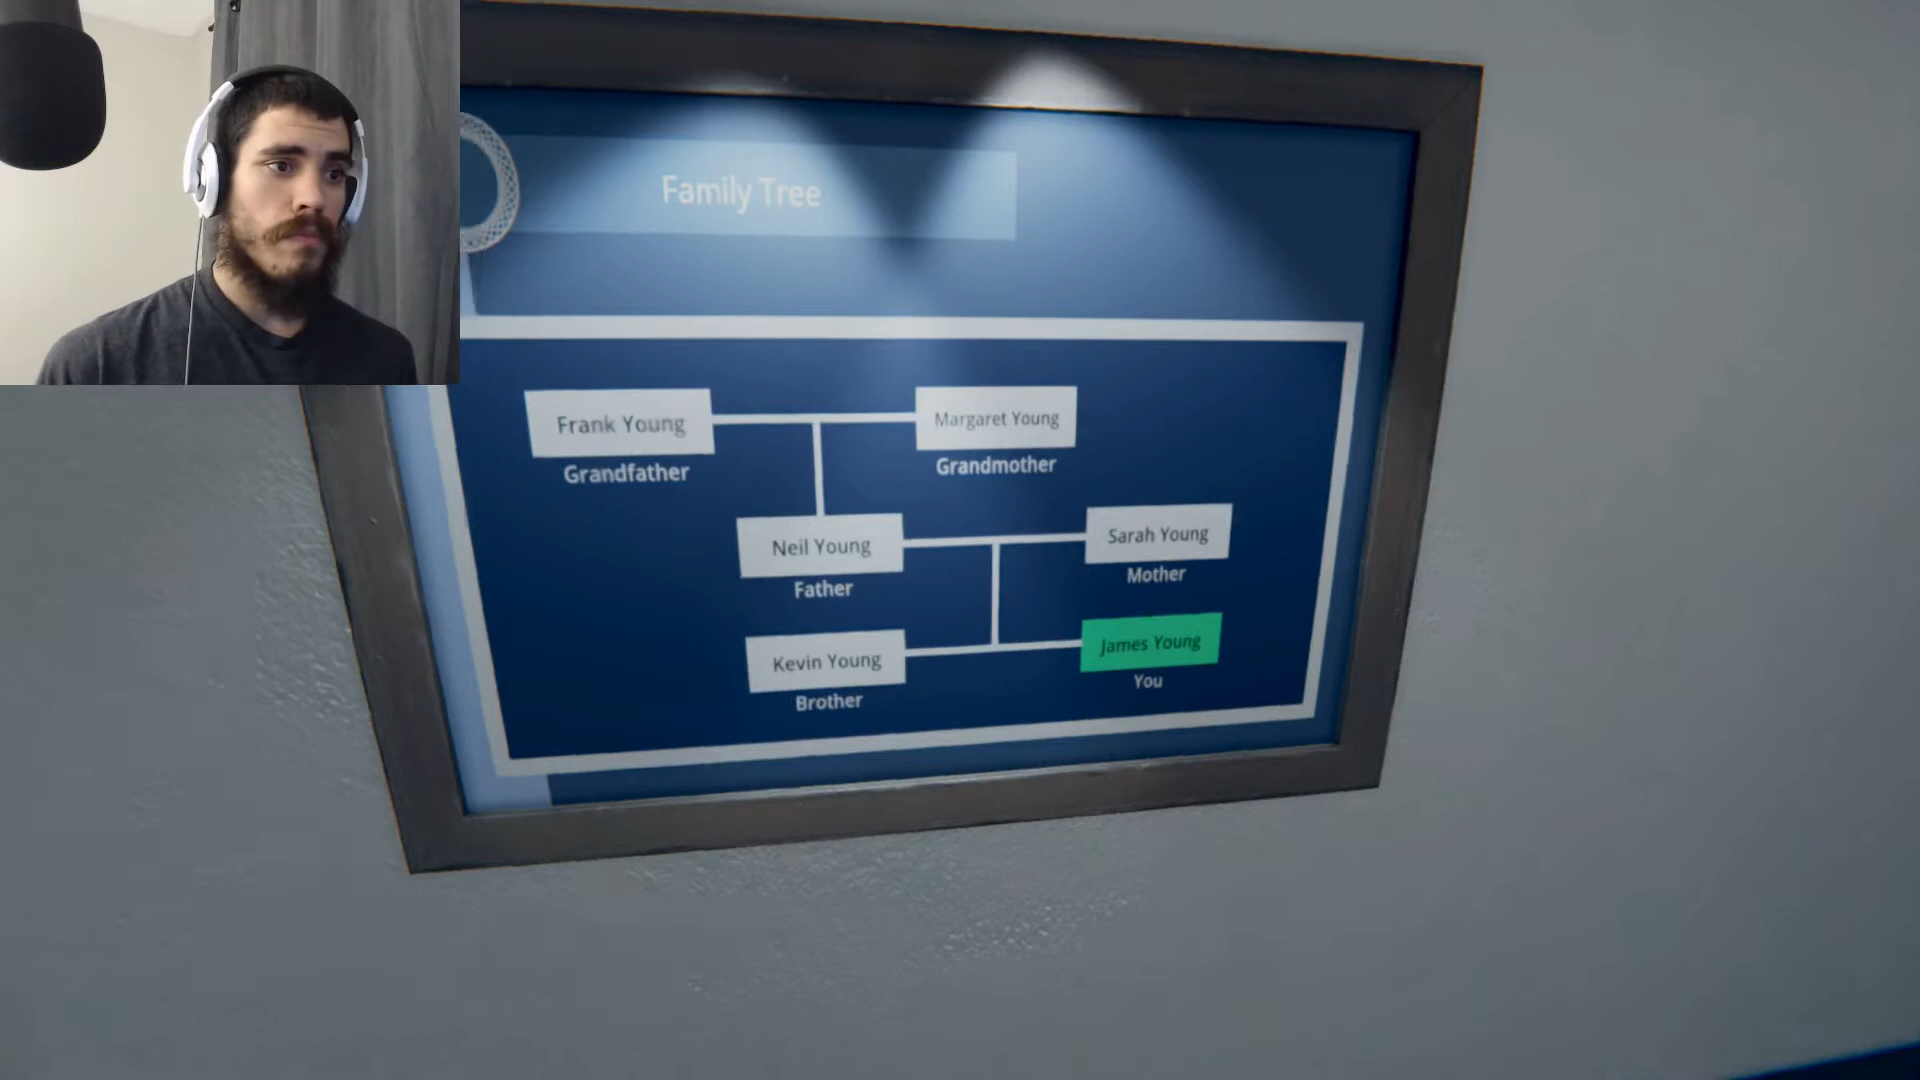 Family Tree
Frank Young
Grandfather
Margaret Young
Grandmother
Neil Young
Father
Sarah Young
Mother
Kevin Young
Brother
James Young
You